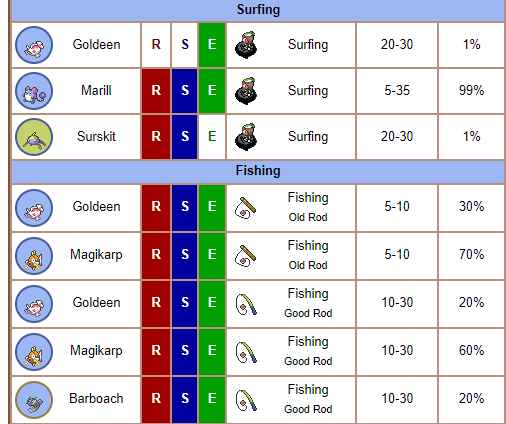 Surfing
Goldeen R S E Surfing 20-30 1%
Marill R S E Surfing 5-35 99%
Surskit R S E Surfing 20-30 1%
Fishing
Goldeen R S E Fishing Old Rod 5-10 30%
Magikarp R S E Fishing Old Rod 5-10 70%
Goldeen R S E Fishing Good Rod 10-30 20%
Magikarp R S E Fishing Good Rod 10-30 60%
Barboach R S E Fishing Good Rod 10-30 20%